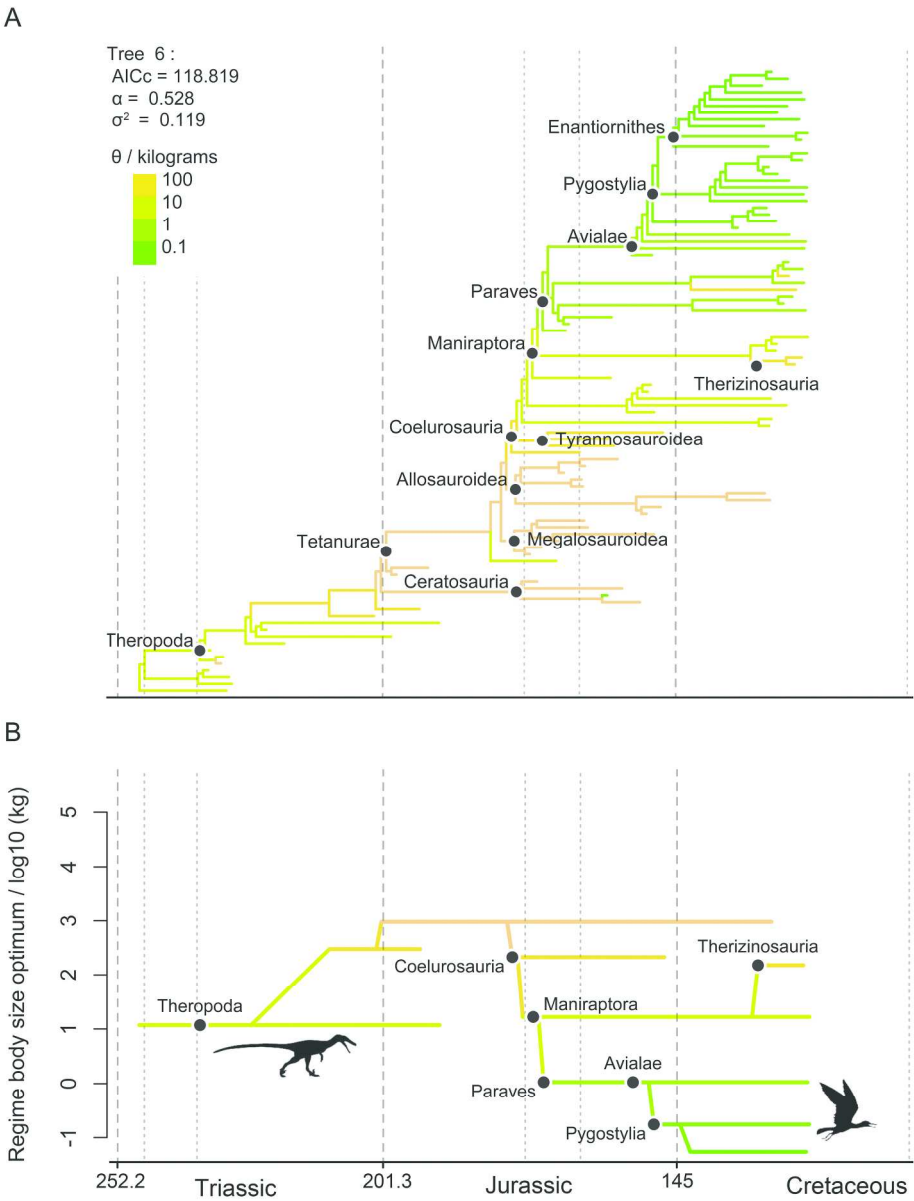 A
Tree 6 :
AICc = 118.819
α = 0.528
σ² = 0.119
θ / kilograms
100
10
1
0.1
Enantiornithes
Pygostylia
Avialae
Paraves
Maniraptora
Therizinosauria
Coelurosauria
Tyrannosauroidea
Allosauroidea
Tetanurae
Megalosauroidea
Ceratosauria
Theropoda
B
Regime body size optimum / log10 (kg)
5
4
3
2
1
0
-1
Therizinosauria
Coelurosauria
Theropoda
Maniraptora
Avialae
Paraves
Pygostylia
252.2
Triassic
201.3
Jurassic
145
Cretaceous